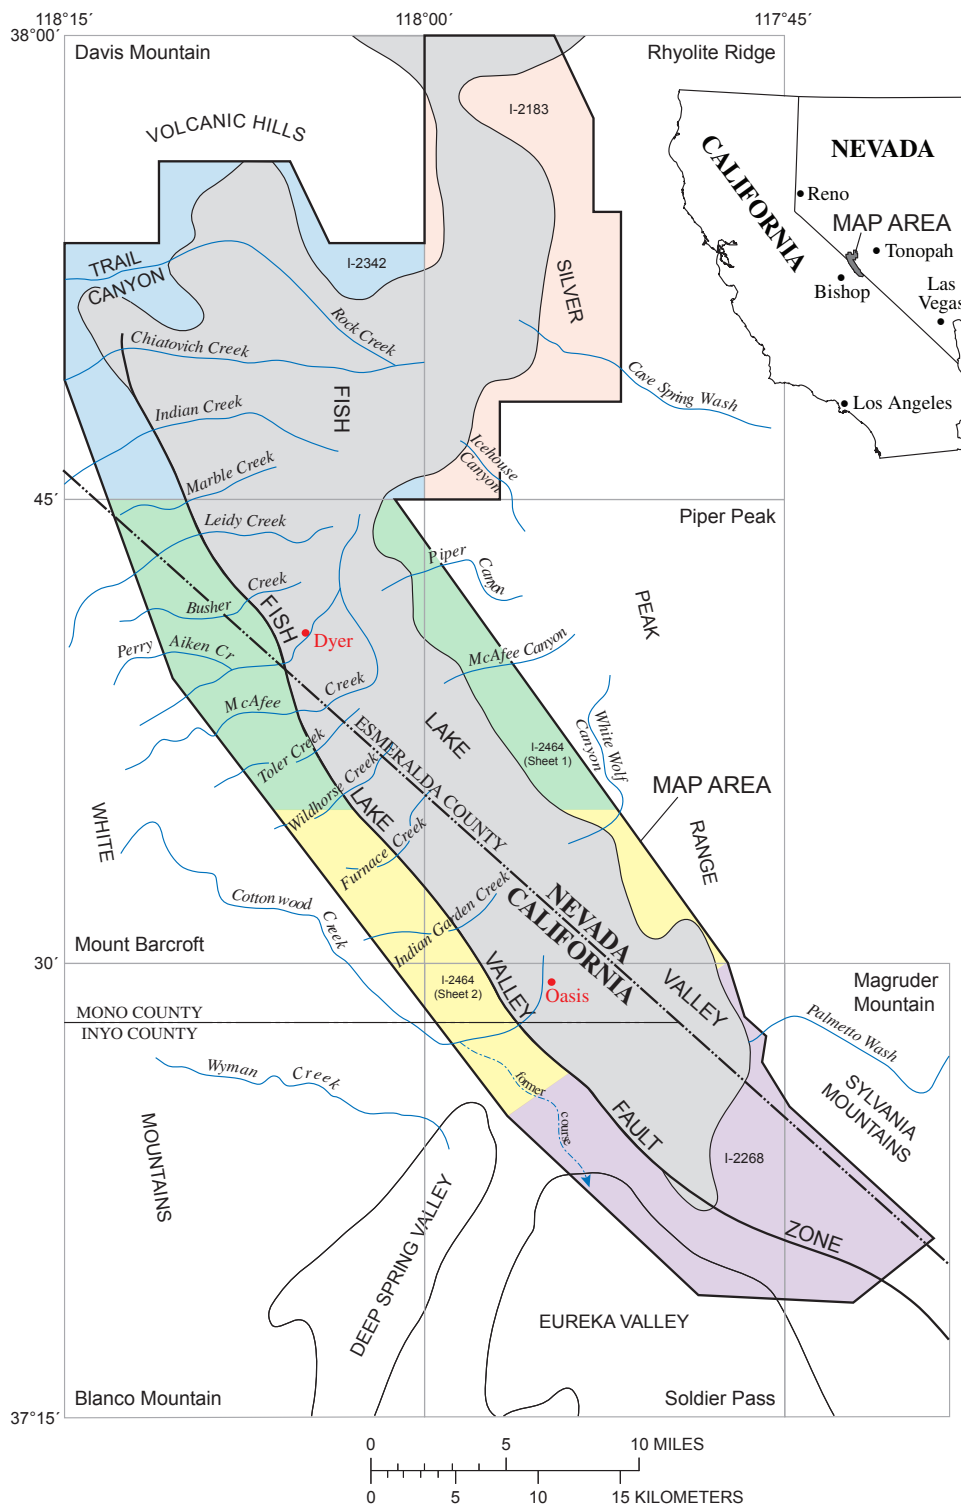 118°15´
118°00´
117°45´
38°00´
Davis Mountain
Rhyolite Ridge
I-2183
VOLCANIC HILLS
CALIFORNIA
NEVADA
Reno
MAP AREA
Tonopah
Bishop
Las
Vegas
Los Angeles
TRAIL
CANYON
I-2342
SILVER
Rock Creek
Chiatovich Creek
Cave Spring Wash
FISH
Indian Creek
Icehouse
Canyon
Marble Creek
45´
Leidy Creek
Piper Peak
Piper
Canyon
Creek
Busher
FISH
PEAK
Dyer
Perry
Aiken Cr
McAfee Canyon
McAfee
Creek
White Wolf
Canyon
LAKE
ESMERALDA COUNTY
Toler Creek
I-2464
(Sheet 1)
MAP AREA
Wildhorse Creek
LAKE
WHITE
Furnace Creek
RANGE
Cottonwood
Creek
Indian Garden Creek
NEVADA
CALIFORNIA
Mount Barcroft
30´
I-2464
(Sheet 2)
VALLEY
Oasis
VALLEY
Magruder
Mountain
MONO COUNTY
INYO COUNTY
Palmetto Wash
Wyman
Creek
former
course
SYLVANIA
MOUNTAINS
FAULT
MOUNTAINS
I-2268
DEEP SPRING VALLEY
ZONE
EUREKA VALLEY
Blanco Mountain
Soldier Pass
37°15´
0
5
10 MILES
0
5
10
15 KILOMETERS